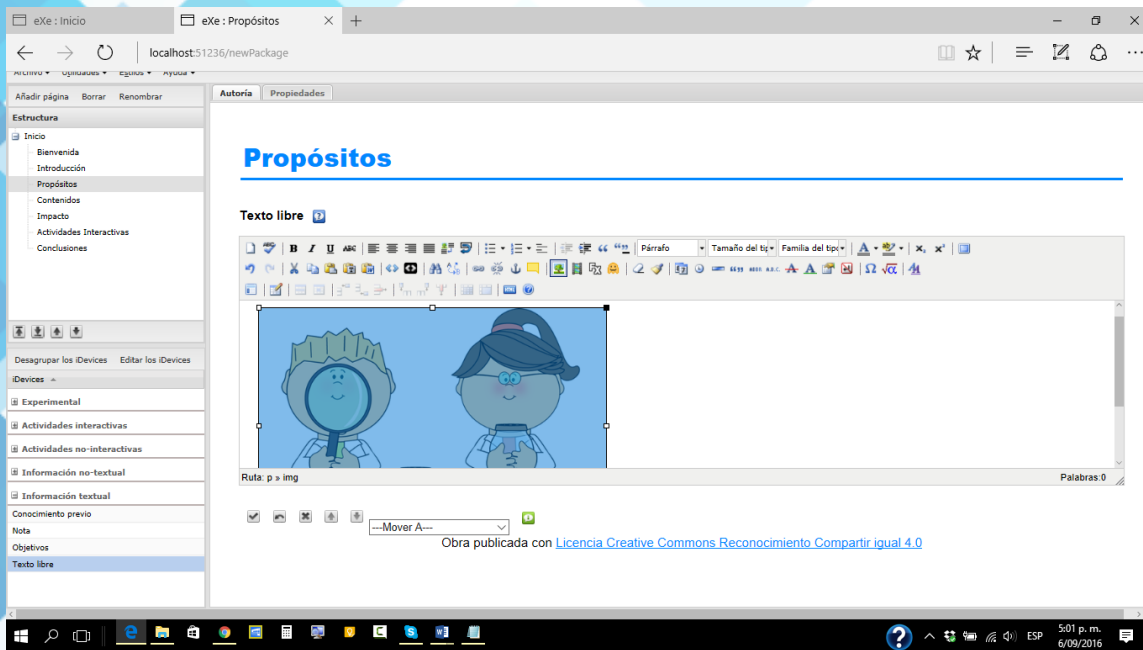 eXe : Inicio
eXe : Propósitos
localhost:51236/newPackage
Archivo Utilidades Estilos Ayuda
Añadir página Borrar Renombrar
Autoría Propiedades
Estructura
Inicio
Bienvenida
Introducción
Propósitos
Contenidos
Impacto
Actividades Interactivas
Conclusiones
Propósitos
Texto libre
Párrafo Tamaño del tip Familia del tipo
Ruta: p » img Palabras:0
Desagrupar los iDevices Editar los iDevices
iDevices
Experimental
Actividades interactivas
Actividades no-interactivas
Información no-textual
Información textual
Conocimiento previo
Nota
Objetivos
Texto libre
---Mover A---
Obra publicada con Licencia Creative Commons Reconocimiento Compartir igual 4.0
ESP
5:01 p. m.
6/09/2016